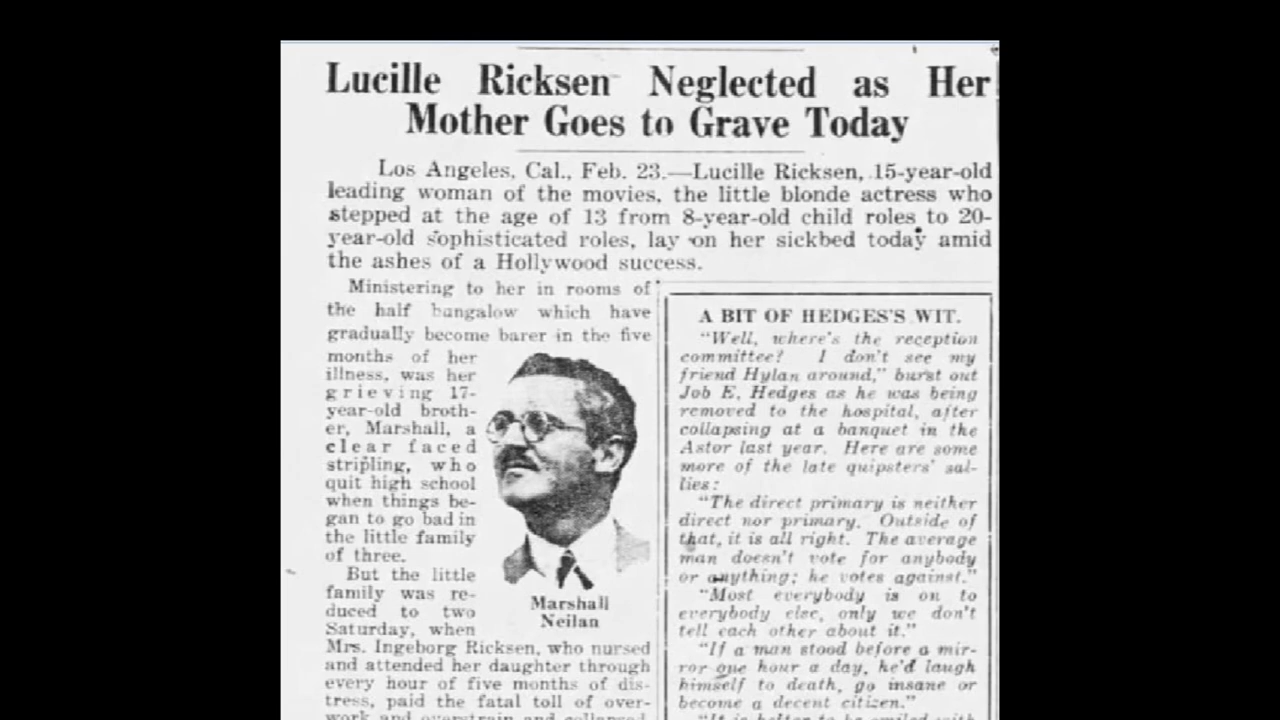 Lucille Ricksen Neglected as Her
Mother Goes to Grave Today
Los Angeles, Cal., Feb. 23.—Lucille Ricksen, 15-year-old
leading woman of the movies, the little blonde actress who
stepped at the age of 13 from 8-year-old child roles to 20-
year-old sophisticated roles, lay on her sickbed today amid
the ashes of a Hollywood success.
Ministering to her in rooms of
the half bangalow which have
gradually become barer in the five
months of her
illness, was her
grieving 17-
year-old broth-
er, Marshall, a
clear faced
stripling, who
quit high school
when things be-
gan to go bad in
the little family
of three.
But the little
family was re-
duced to two
Saturday, when
Mrs. Ingeborg Ricksen, who nursed
and attended her daughter through
every hour of five months of dis-
tress, paid the fatal toll of over-
work and overstrain and collapsed
Marshall
Neilan
A BIT OF HEDGES'S WIT.
"Well, where's the reception
committee? I don't see my
friend Hylan around," burst out
Job E. Hedges as he was being
removed to the hospital, after
collapsing at a banquet in the
Astor last year. Here are some
more of the late quipsters' sal-
lies:
"The direct primary is neither
direct nor primary. Outside of
that, it is all right. The average
man doesn't vote for anybody
or anything; he votes against."
"Most everybody is on to
everybody else, only we don't
tell each other about it."
"If a man stood before a mir-
ror one hour a day, he'd laugh
himself to death, go insane or
become a decent citizen."
"It is better to be smiled with